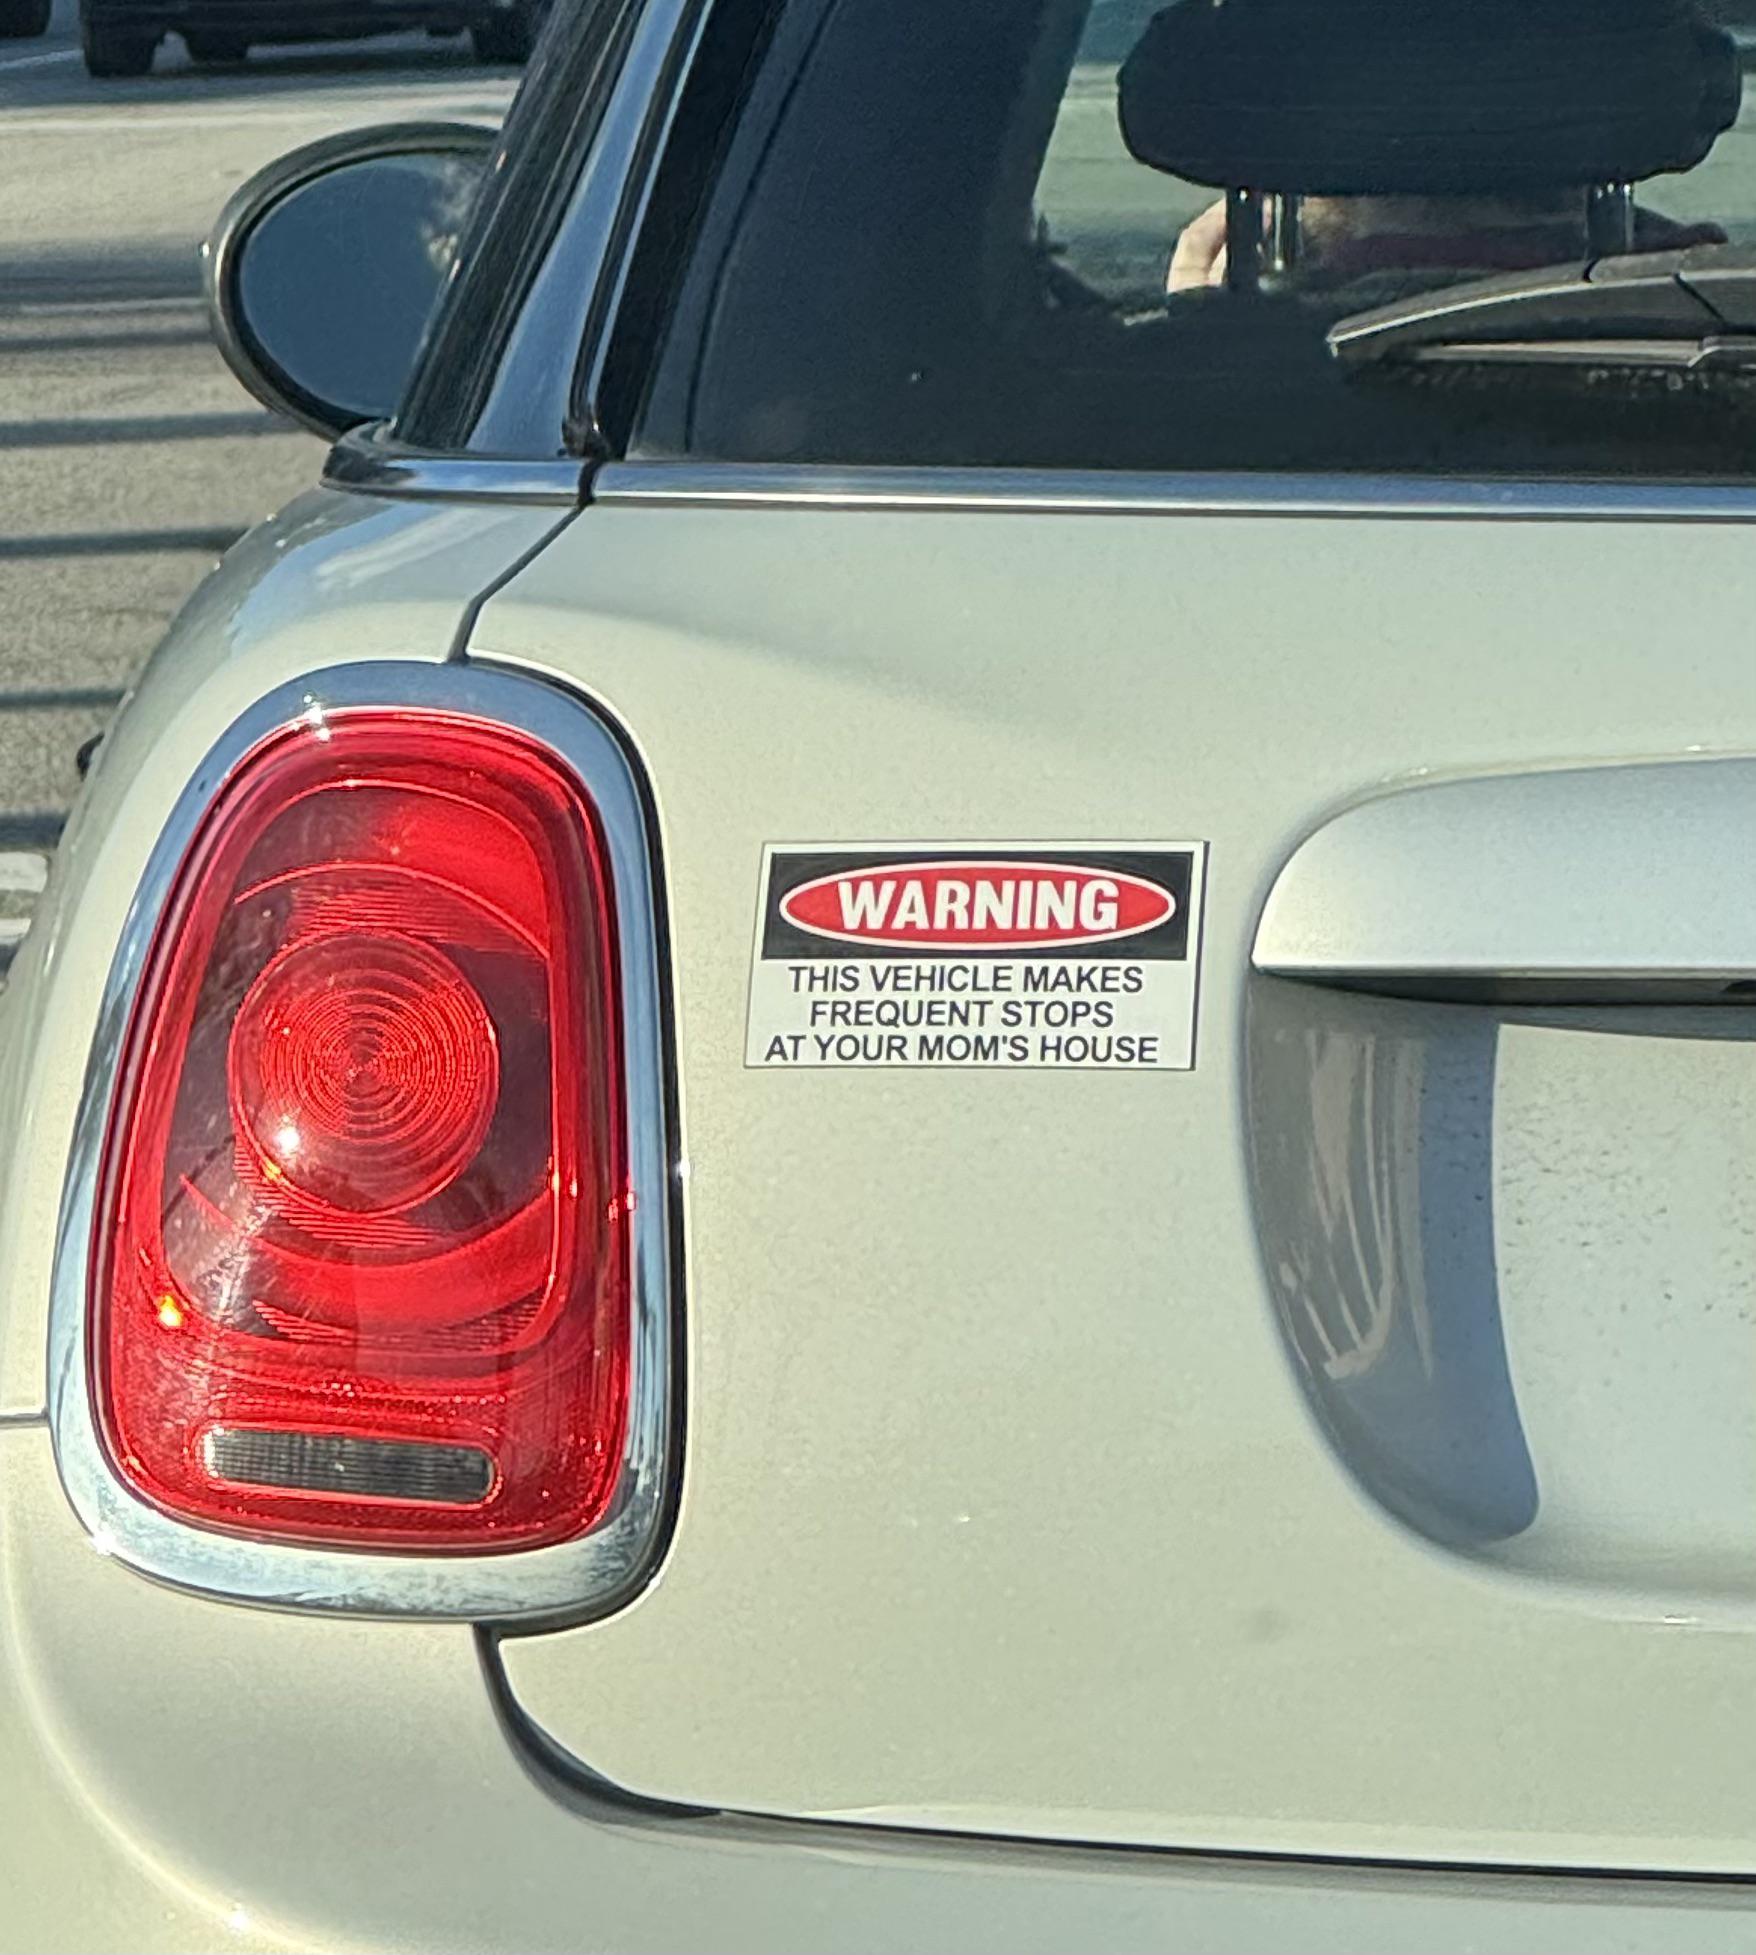 WARNING
THIS VEHICLE MAKES
FREQUENT STOPS
AT YOUR MOM'S HOUSE